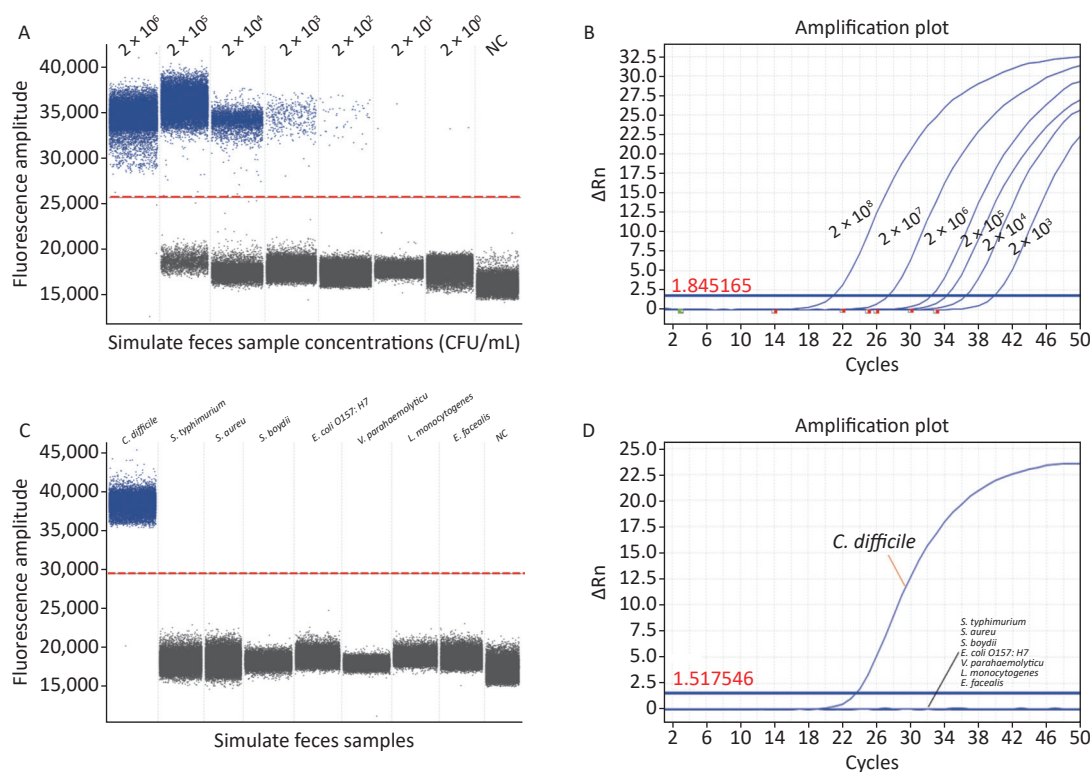 A
2 × 10⁶
2 × 10⁵
2 × 10⁴
2 × 10³
2 × 10²
2 × 10¹
2 × 10⁰
NC
40,000
35,000
30,000
25,000
20,000
15,000
Fluorescence amplitude
Simulate feces sample concentrations (CFU/mL)
B
Amplification plot
32.5
30.0
27.5
25.0
22.5
20.0
17.5
15.0
12.5
10.0
7.5
5.0
2.5
0
ΔRn
2 × 10⁸
2 × 10⁷
2 × 10⁶
2 × 10⁵
2 × 10⁴
2 × 10³
1.845165
2 6 10 14 18 22 26 30 34 38 42 46 50
Cycles
C
C. difficile
S. typhimurium
S. aureu
S. boydii
E. coli O157: H7
V. parahaemolyticu
L. monocytogenes
E. facealis
NC
45,000
40,000
35,000
30,000
25,000
20,000
15,000
Fluorescence amplitude
Simulate feces samples
D
Amplification plot
25.0
22.5
20.0
17.5
15.0
12.5
10.0
7.5
5.0
2.5
0
ΔRn
C. difficile
S. typhimurium
S. aureu
S. boydii
E. coli O157: H7
V. parahaemolyticu
L. monocytogenes
E. facealis
1.517546
2 6 10 14 18 22 26 30 34 38 42 46 50
Cycles